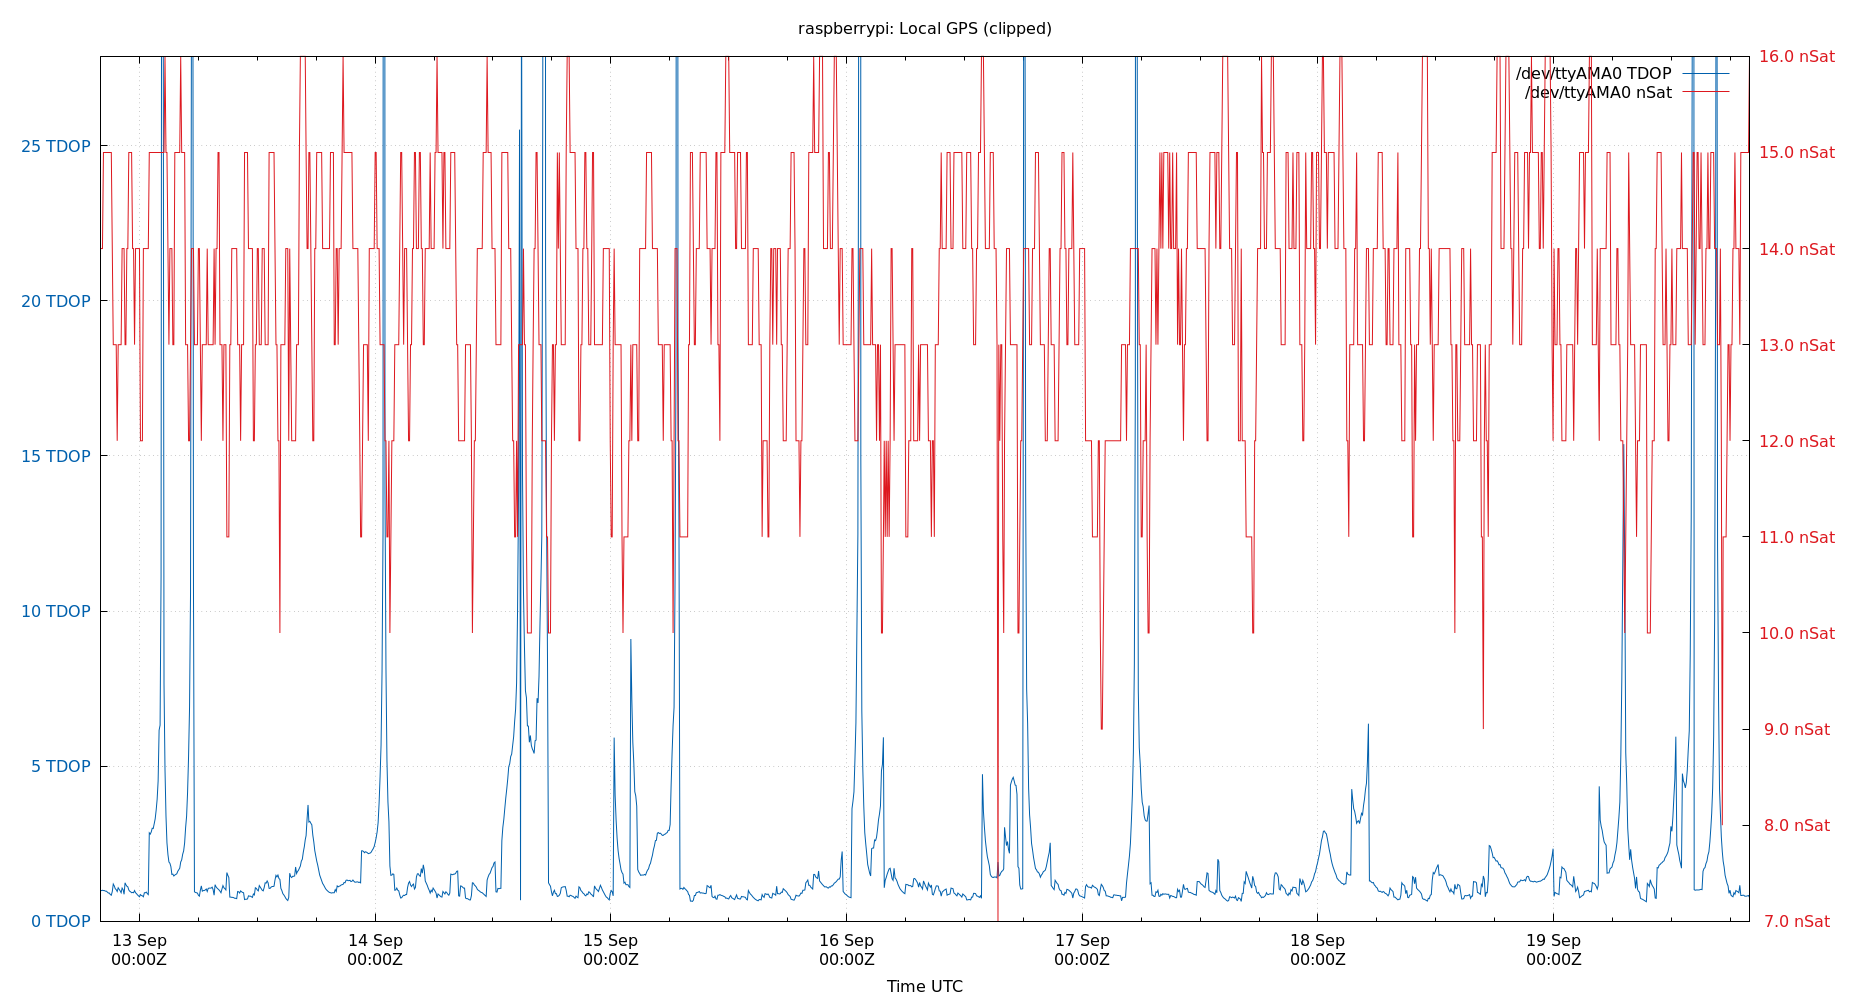 raspberrypi: Local GPS (clipped)
/dev/ttyAMA0 TDOP
/dev/ttyAMA0 nSat
25 TDOP
20 TDOP
15 TDOP
10 TDOP
5 TDOP
0 TDOP
16.0 nSat
15.0 nSat
14.0 nSat
13.0 nSat
12.0 nSat
11.0 nSat
10.0 nSat
9.0 nSat
8.0 nSat
7.0 nSat
13 Sep
00:00Z
14 Sep
00:00Z
15 Sep
00:00Z
16 Sep
00:00Z
17 Sep
00:00Z
18 Sep
00:00Z
19 Sep
00:00Z
Time UTC